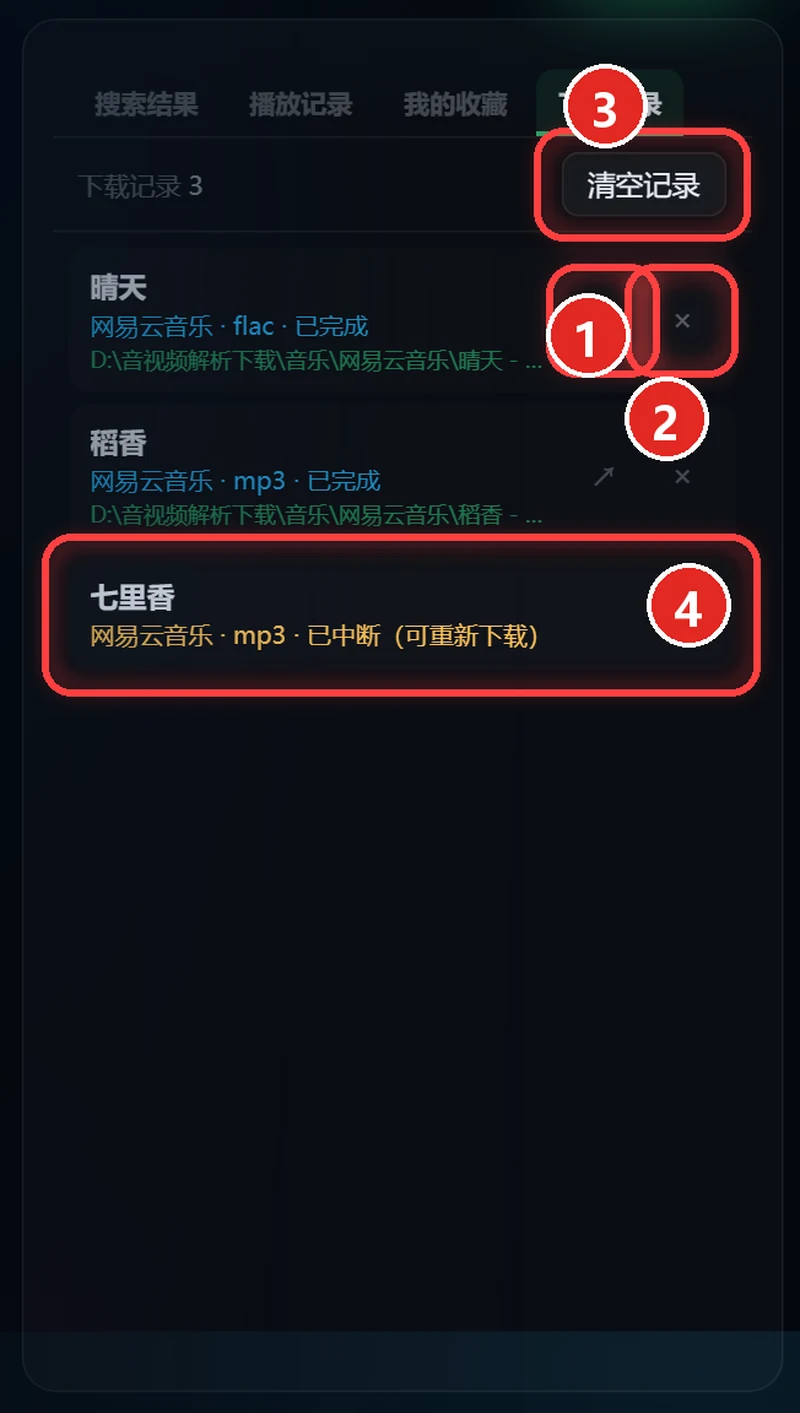 搜索结果 播放记录 我的收藏 录
3
下载记录 3 清空记录
晴天
网易云音乐 · flac · 已完成
D:\音视频解析下载\音乐\网易云音乐\晴天 - ...
1
×
2
稻香
网易云音乐 · mp3 · 已完成
D:\音视频解析下载\音乐\网易云音乐\稻香 - ...
↗ ×
七里香
网易云音乐 · mp3 · 已中断（可重新下载）
4